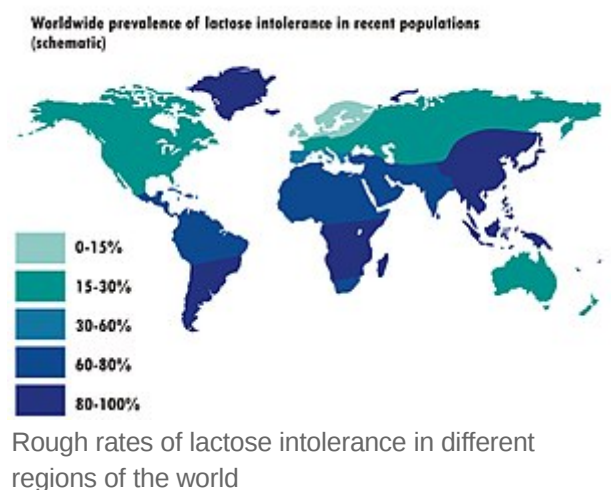 Worldwide prevalence of lactose intolerance in recent populations
(schematic)
0-15%
15-30%
30-60%
60-80%
80-100%
Rough rates of lactose intolerance in different
regions of the world